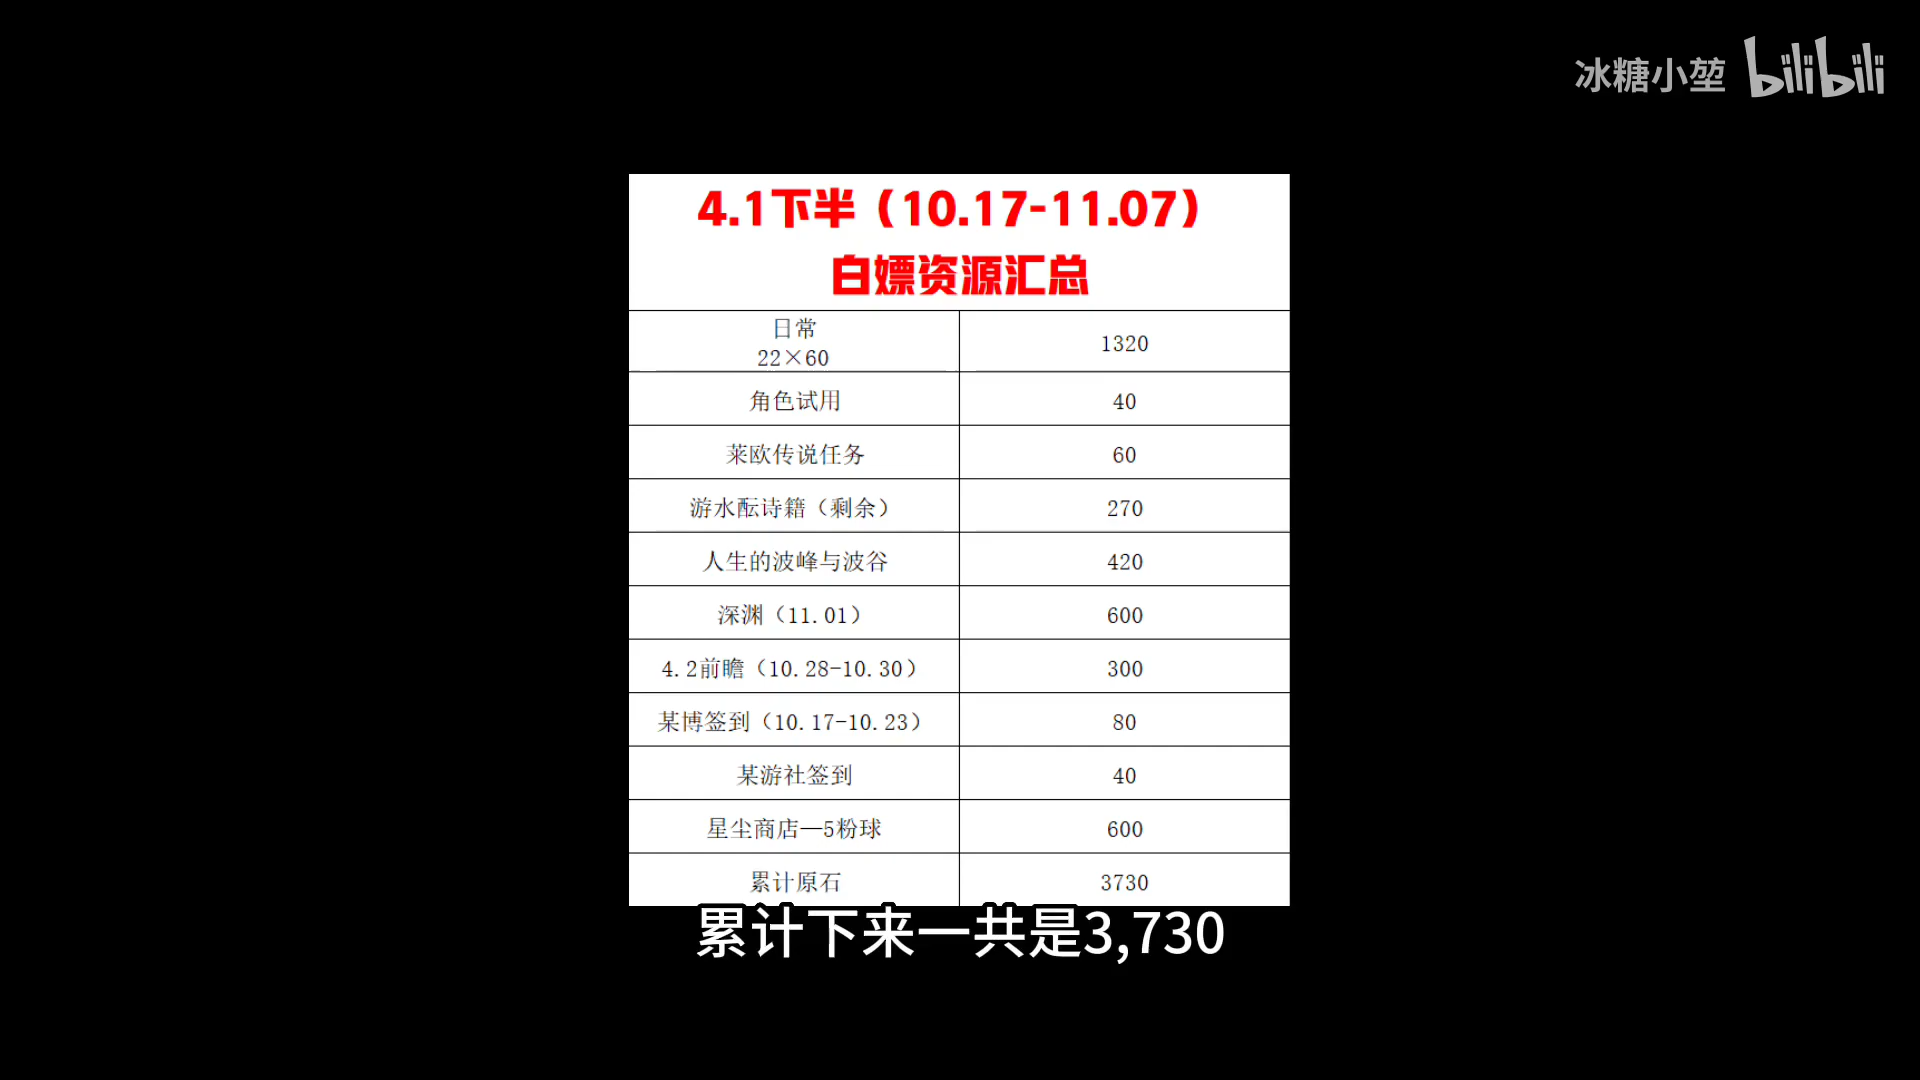 冰糖小堃 bilibili
4.1下半（10.17-11.07）
白嫖资源汇总
日常
22×60
1320
角色试用 40
莱欧传说任务 60
游水酝诗籍（剩余） 270
人生的波峰与波谷 420
深渊（11.01） 600
4.2前瞻（10.28-10.30） 300
某博签到（10.17-10.23） 80
某游社签到 40
星尘商店—5粉球 600
累计原石 3730
累计下来一共是3,730